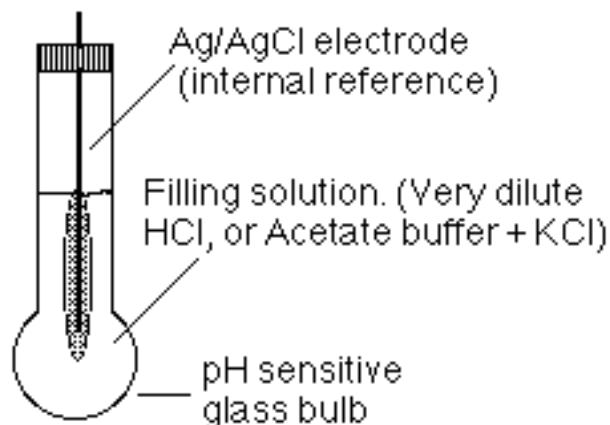 Ag/AgCl electrode
(internal reference)
Filling solution. (Very dilute
HCl, or Acetate buffer + KCl)
pH sensitive
glass bulb